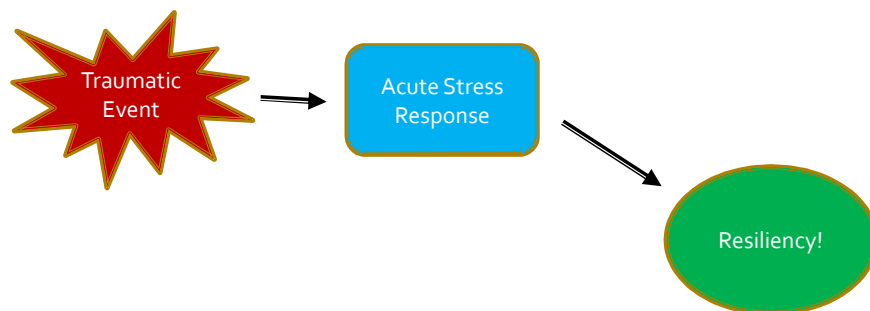 Traumatic
Event
Acute Stress
Response
Resiliency!